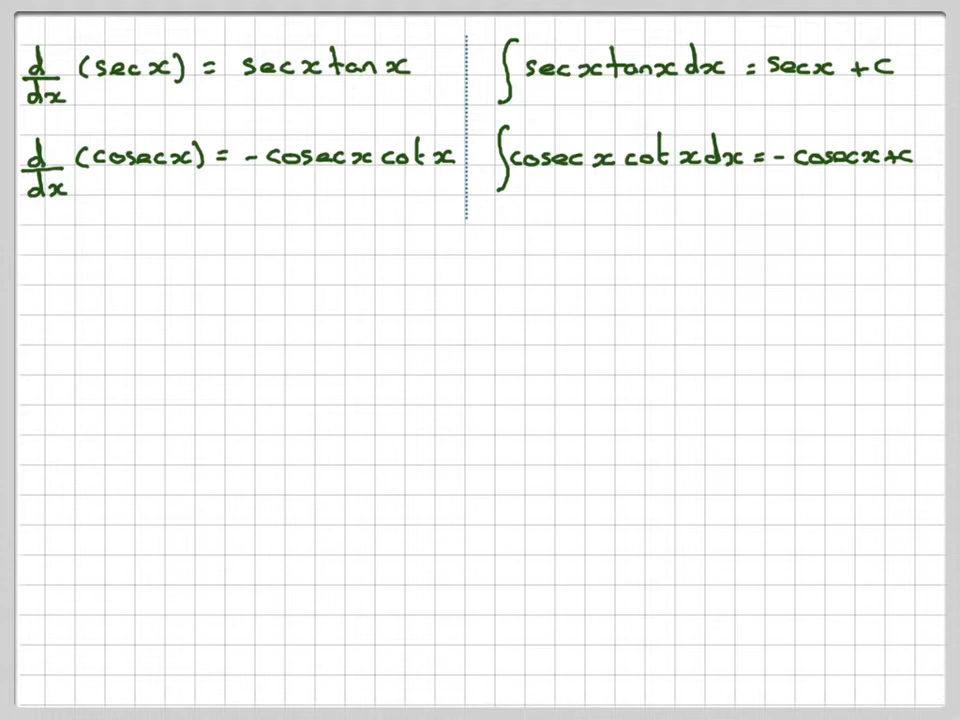 d/dx (sec x) = sec x tan x
∫ sec x tan x dx = sec x + c
d/dx (cosec x) = - cosec x cot x
∫ cosec x cot x dx = - cosec x + c